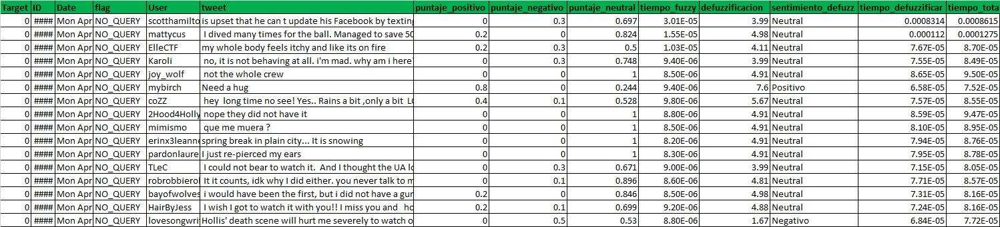 Target ID Date flag User tweet puntaje_positivo puntaje_negativo puntaje_neutral tiempo_fuzzy defuzzificacion sentimiento_defuzz tiempo_defuzzificar tiempo_tota
0 #### Mon Apr NO_QUERY scotthamilto is upset that he can t update his Facebook by texting 0 0.3 0.697 3.01E-05 3.99 Neutral 0.0008314 0.0008615
0 #### Mon Apr NO_QUERY mattycus I dived many times for the ball. Managed to save 50 0.2 0 0.824 1.55E-05 4.98 Neutral 0.000112 0.0001275
0 #### Mon Apr NO_QUERY ElleCTF my whole body feels itchy and like its on fire 0.2 0.3 0.5 1.03E-05 4.11 Neutral 7.67E-05 8.70E-05
0 #### Mon Apr NO_QUERY Karoli no, it is not behaving at all. i'm mad. why am i here? 0 0.3 0.748 9.40E-06 3.99 Neutral 7.55E-05 8.49E-05
0 #### Mon Apr NO_QUERY joy_wolf not the whole crew 0 0 1 8.50E-06 4.91 Neutral 8.65E-05 9.50E-05
0 #### Mon Apr NO_QUERY mybirch Need a hug 0.8 0 0.244 9.40E-06 7.6 Positivo 6.58E-05 7.52E-05
0 #### Mon Apr NO_QUERY coZZ hey long time no see! Yes.. Rains a bit ,only a bit LO 0.4 0.1 0.528 9.80E-06 5.67 Neutral 7.57E-05 8.55E-05
0 #### Mon Apr NO_QUERY 2Hood4Holly nope they did not have it 0 0 1 8.80E-06 4.91 Neutral 8.59E-05 9.47E-05
0 #### Mon Apr NO_QUERY mimismo que me muera ? 0 0 1 8.50E-06 4.91 Neutral 8.10E-05 8.95E-05
0 #### Mon Apr NO_QUERY erinx3leanne spring break in plain city... It is snowing 0 0 1 8.20E-06 4.91 Neutral 7.94E-05 8.76E-05
0 #### Mon Apr NO_QUERY pardonlaure I just re-pierced my ears 0 0 1 8.30E-06 4.91 Neutral 7.95E-05 8.78E-05
0 #### Mon Apr NO_QUERY TLeC I could not bear to watch it. And I thought the UA lo 0 0.3 0.671 9.00E-06 3.99 Neutral 7.15E-05 8.05E-05
0 #### Mon Apr NO_QUERY robrobbierol It it counts, idk why I did either. you never talk to m 0 0.1 0.896 8.60E-06 4.81 Neutral 7.71E-05 8.57E-05
0 #### Mon Apr NO_QUERY bayofwolves i would have been the first, but i did not have a gun 0.2 0 0.846 8.50E-06 4.98 Neutral 7.31E-05 8.16E-05
0 #### Mon Apr NO_QUERY HairByJess I wish I got to watch it with you!! I miss you and ho 0.2 0.1 0.699 9.20E-06 4.88 Neutral 7.24E-05 8.16E-05
0 #### Mon Apr NO_QUERY lovesongwri Hollis' death scene will hurt me severely to watch o 0 0.5 0.53 8.80E-06 1.67 Negativo 6.84E-05 7.72E-05